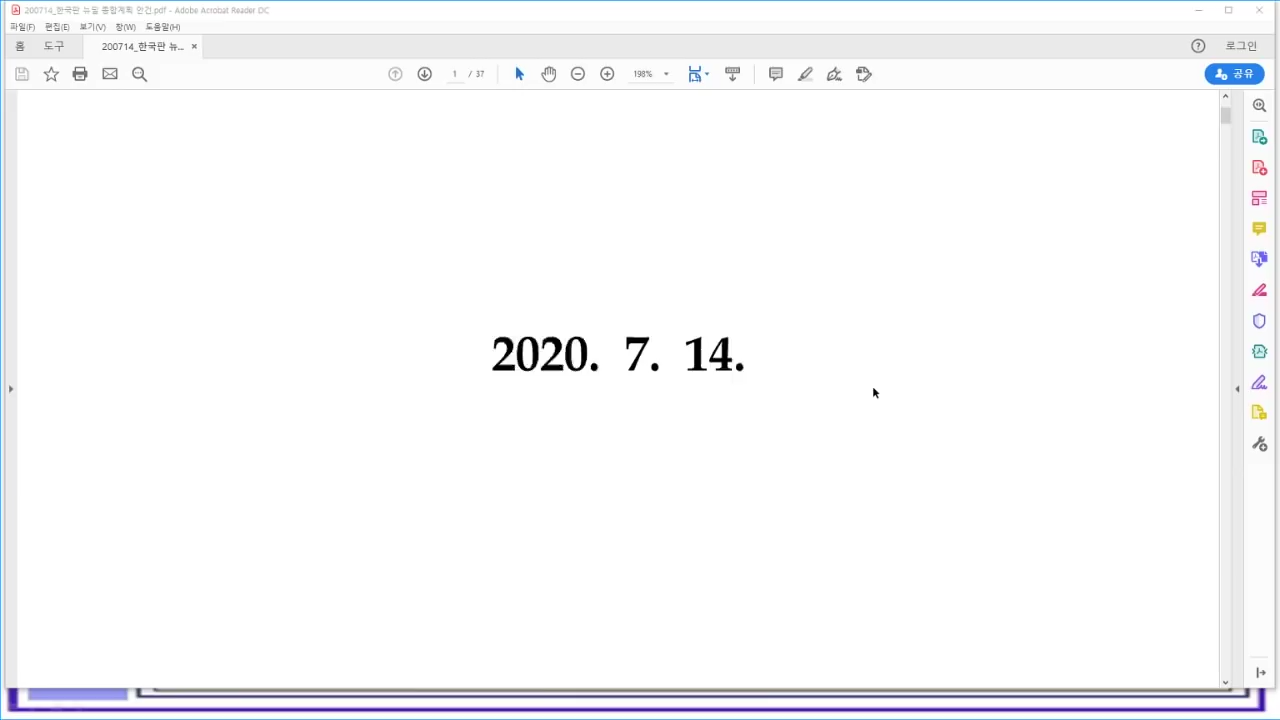 200714_한국판 뉴딜 종합계획 안건.pdf - Adobe Acrobat Reader DC
파일(F) 편집(E) 보기(V) 창(W) 도움말(H)
홈 도구 200714_한국판 뉴... × 로그인
1 / 37 198% 공유
2020. 7. 14.